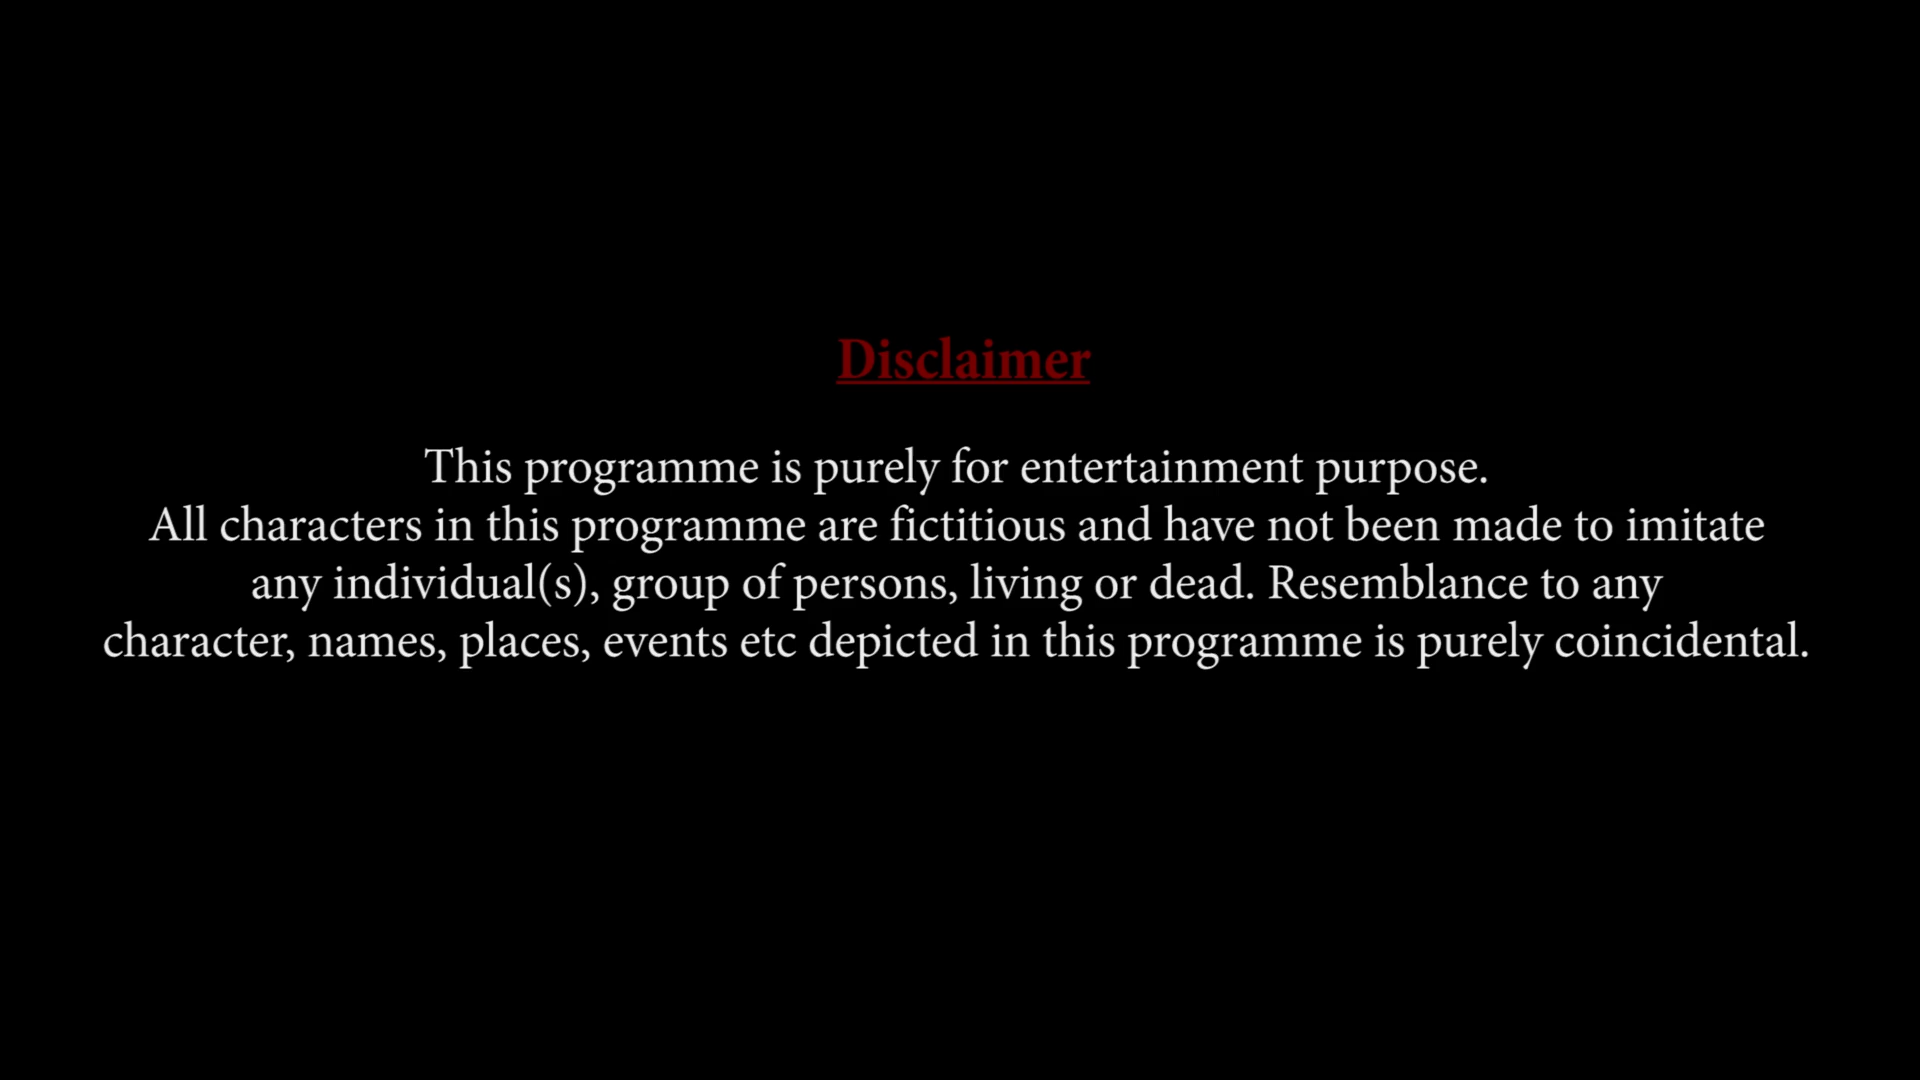 Disclaimer
This programme is purely for entertainment purpose.
All characters in this programme are fictitious and have not been made to imitate
any individual(s), group of persons, living or dead. Resemblance to any
character, names, places, events etc depicted in this programme is purely coincidental.